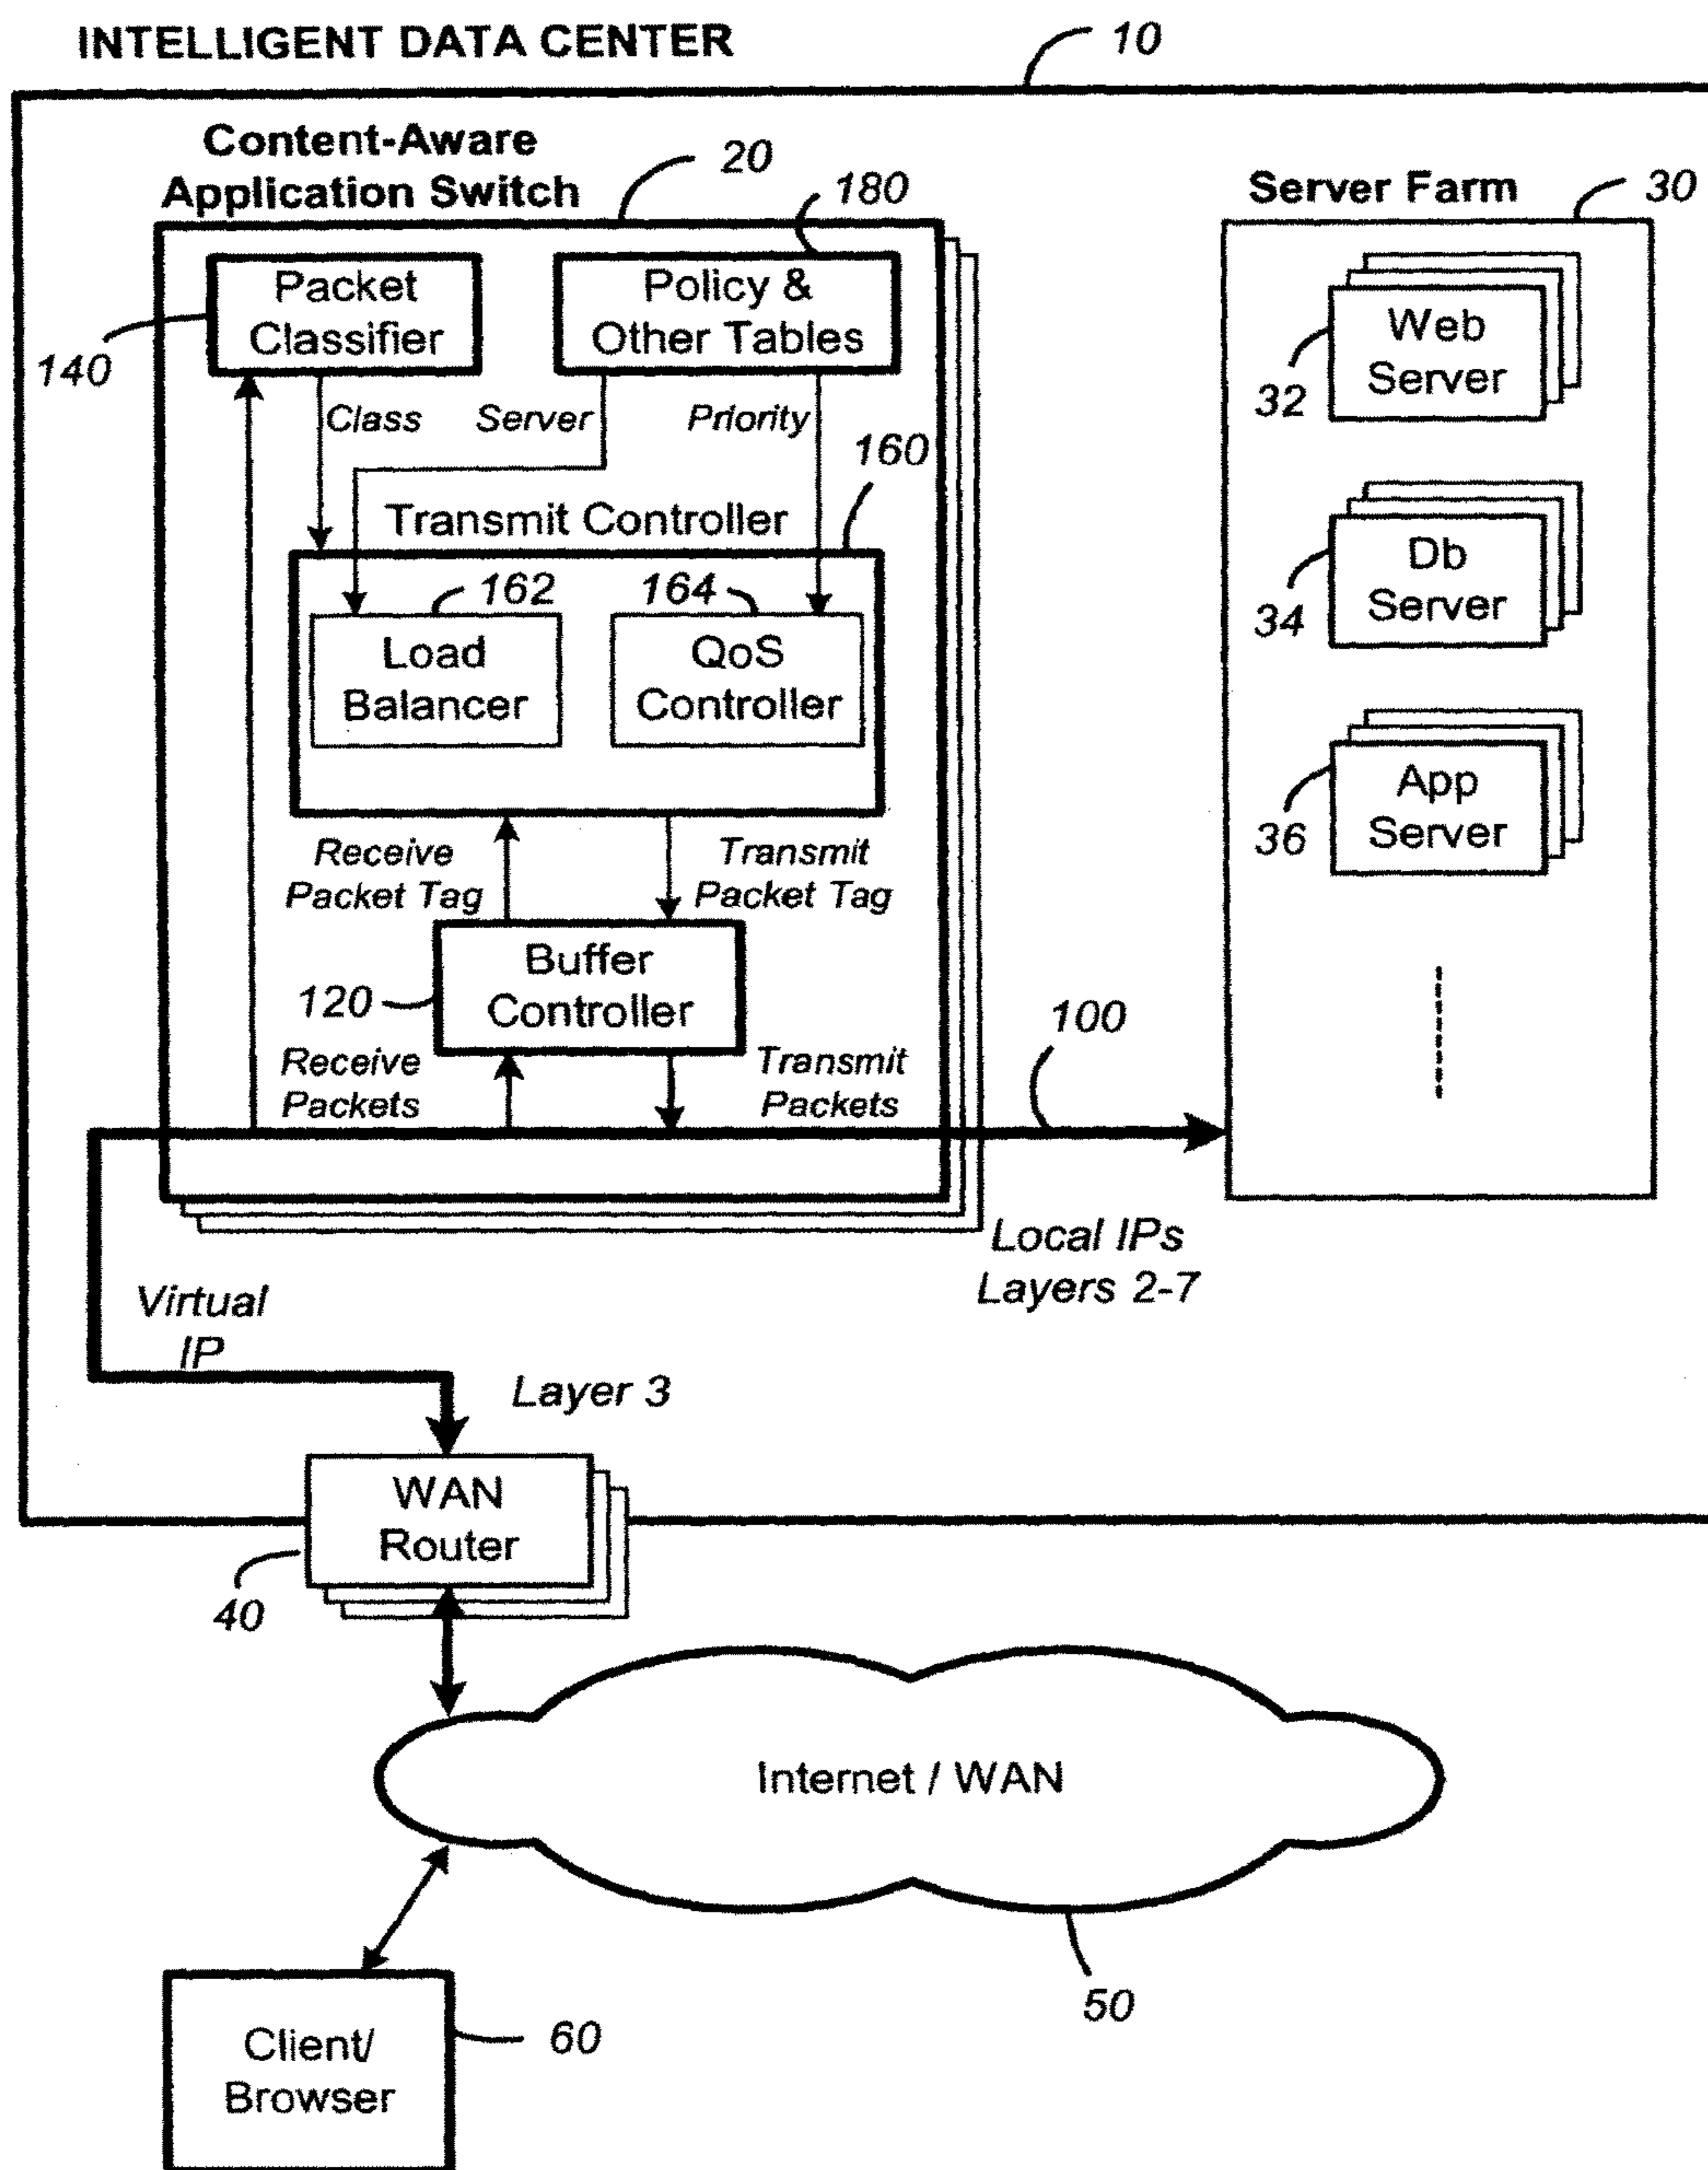 INTELLIGENT DATA CENTER
10
Content-Aware
Application Switch
20
180
Server Farm
30
Packet
Classifier
140
Policy &
Other Tables
Web
Server
32
Class
Server
Priority
160
Transmit Controller
162
164
Load
Balancer
QoS
Controller
Db
Server
34
App
Server
36
Receive
Packet Tag
Transmit
Packet Tag
Buffer
Controller
120
100
Receive
Packets
Transmit
Packets
Local IPs
Layers 2-7
Virtual
IP
Layer 3
WAN
Router
40
Internet / WAN
50
Client/
Browser
60